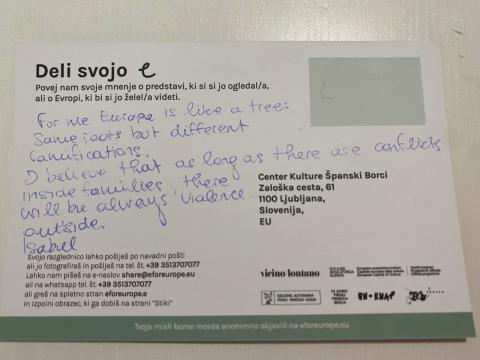 Deli svojo e
Povej nam svoje mnenje o predstavi, ki si si jo ogledal/a,
ali o Evropi, ki bi si jo želel/a videti.
For me Europe is like a tree:
Same roots but different
ramifications.
I believe that as long as there are conflicts
inside families, there
will be always violence
outside.
Isabel
Center Kulture Španski Borci
Zaloška cesta, 61
1100 Ljubljana,
Slovenija,
EU
Svojo razglednico lahko pošlješ po navadni pošti
ali jo fotografiraš in pošlješ na tel. št. +39 3513707077
Lahko nam pišeš na e-naslov share@eforeurope.eu
ali na whatsapp tel. št. +39 3513707077
ali greš na spletno stran eforeurope.e
in izpolni obrazec, ki ga dobiš na strani "Stiki"
vicino lontano
EN-KNAP
Tvoje misli bomo morda anonimno objavili na eforeurope.eu